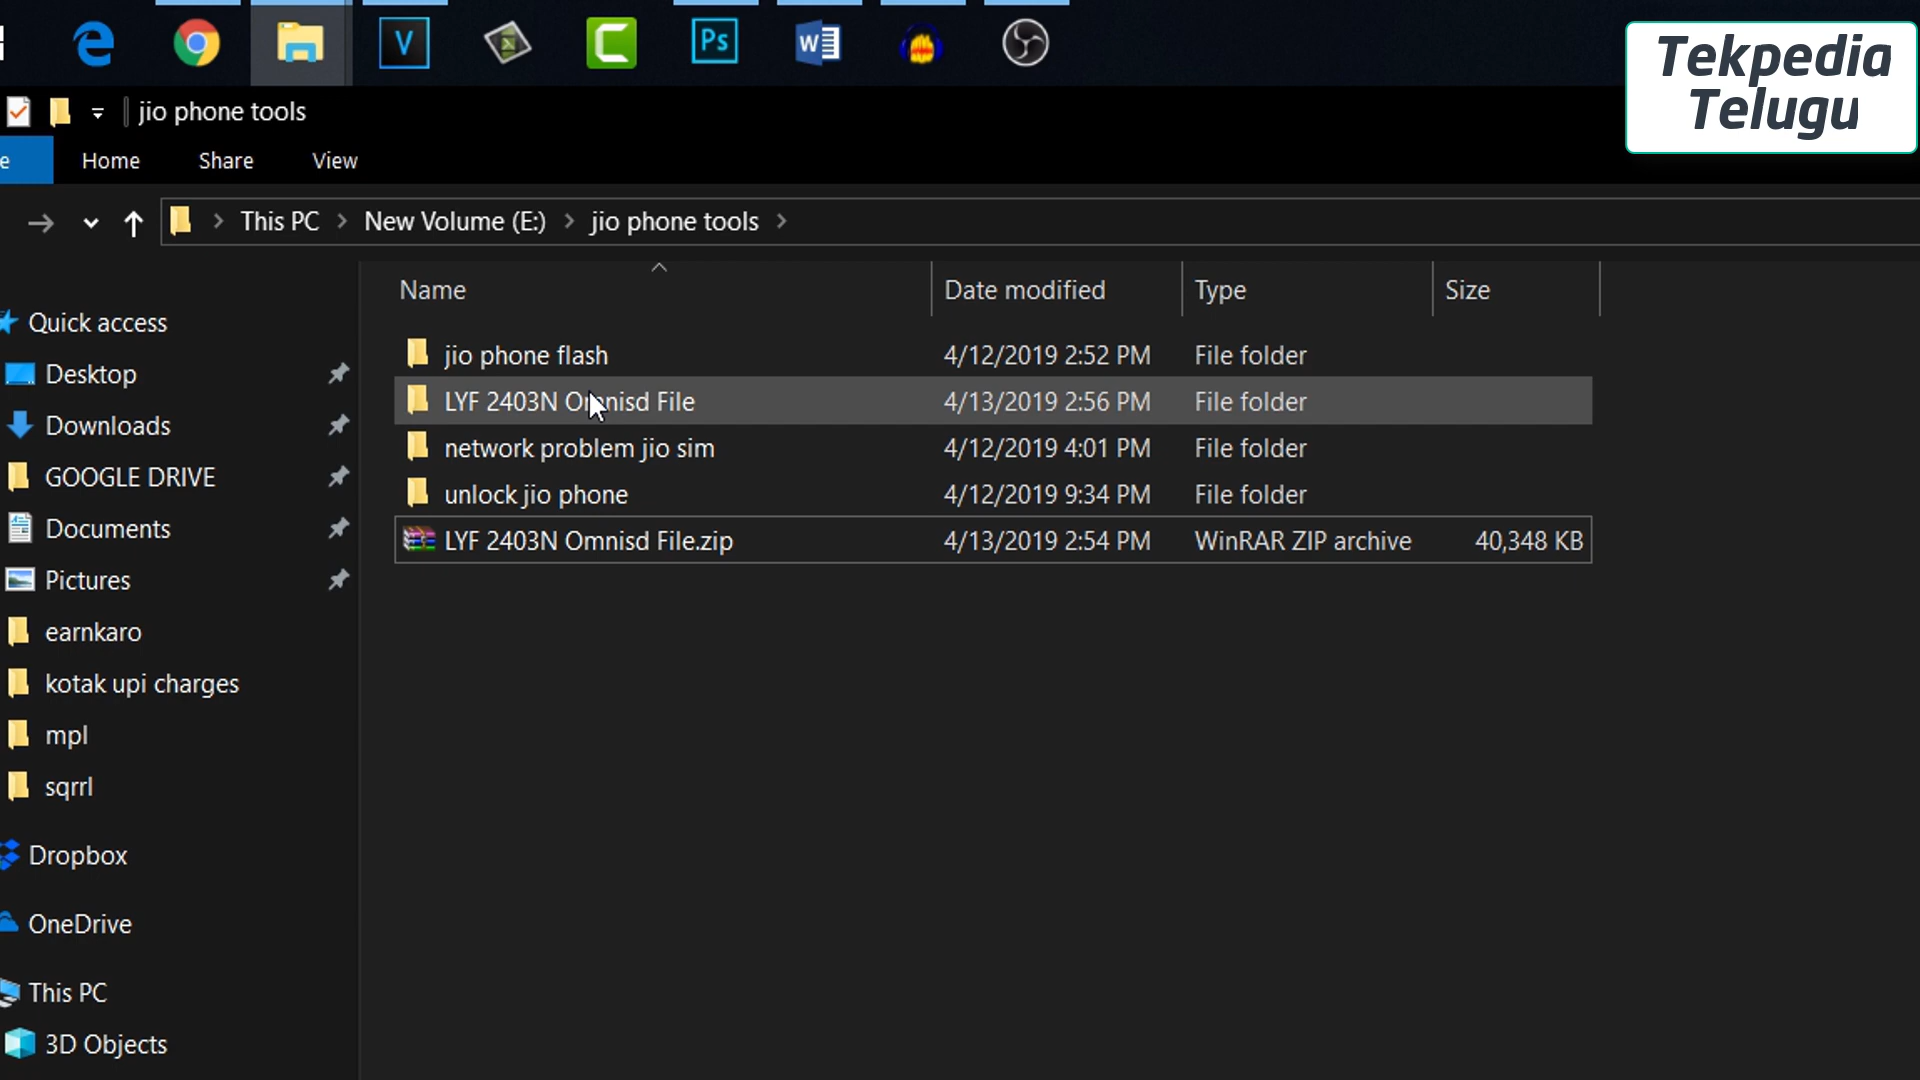 Tekpedia
Telugu
jio phone tools
e
Home
Share
View
This PC
New Volume (E:)
jio phone tools
Name
Date modified
Type
Size
Quick access
Desktop
Downloads
GOOGLE DRIVE
Documents
Pictures
earnkaro
kotak upi charges
mpl
sqrrl
Dropbox
OneDrive
This PC
3D Objects
jio phone flash 4/12/2019 2:52 PM File folder
LYF 2403N Omnisd File 4/13/2019 2:56 PM File folder
network problem jio sim 4/12/2019 4:01 PM File folder
unlock jio phone 4/12/2019 9:34 PM File folder
LYF 2403N Omnisd File.zip 4/13/2019 2:54 PM WinRAR ZIP archive 40,348 KB
V
Ps
W